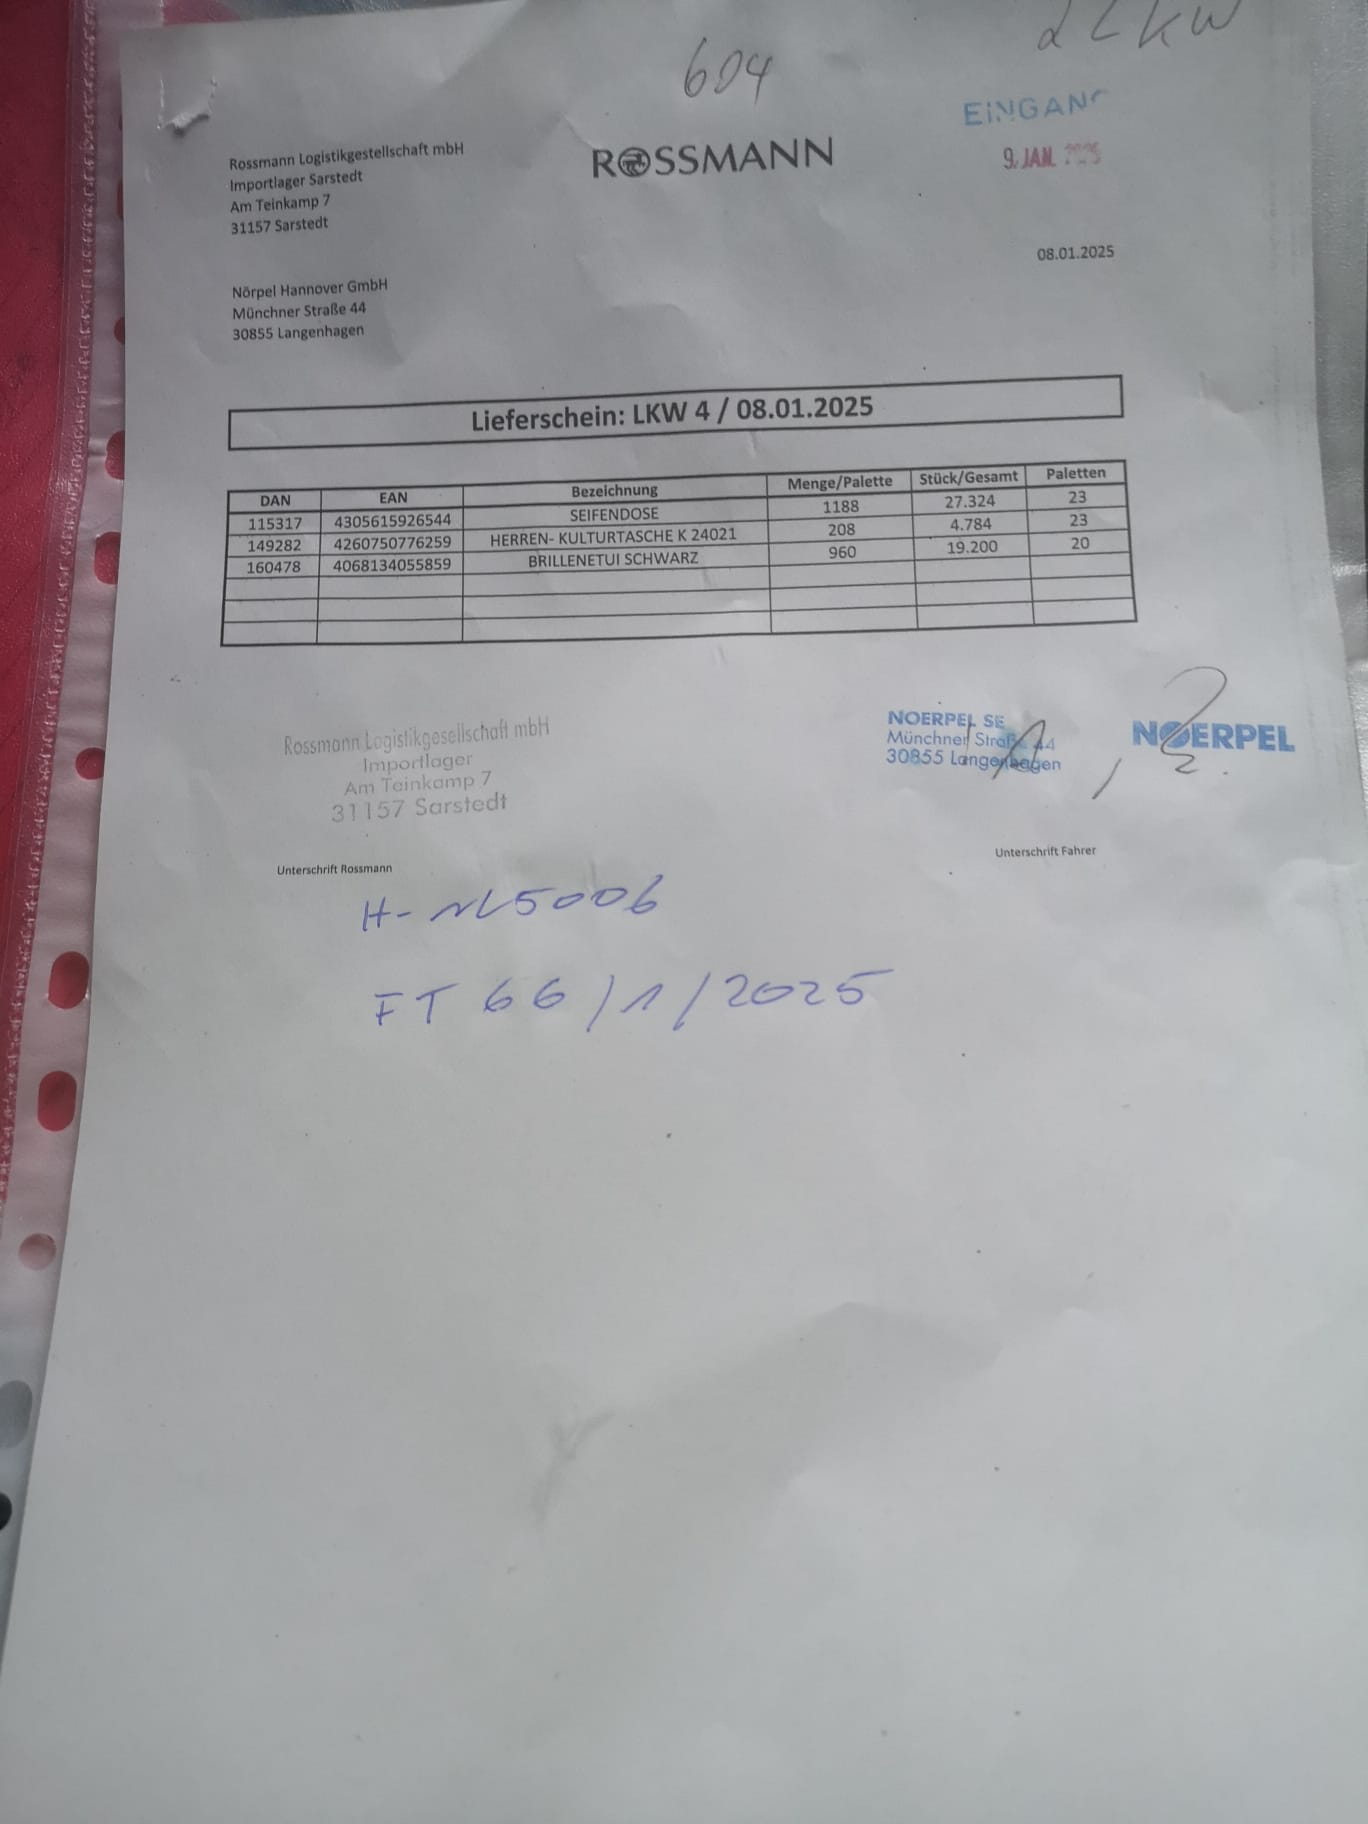 604
2 LKW
EINGANG
9. JAN. 2025
ROSSMANN
Rossmann Logistikgestellschaft mbH
Importlager Sarstedt
Am Teinkamp 7
31157 Sarstedt
08.01.2025
Nörpel Hannover GmbH
Münchner Straße 44
30855 Langenhagen
Lieferschein: LKW 4 / 08.01.2025
DAN EAN Bezeichnung Menge/Palette Stück/Gesamt Paletten
115317 4305615926544 SEIFENDOSE 1188 27.324 23
149282 4260750776259 HERREN- KULTURTASCHE K 24021 208 4.784 23
160478 4068134055859 BRILLENETUI SCHWARZ 960 19.200 20
Rossmann Logistikgesellschaft mbH
Importlager
Am Teinkamp 7
31157 Sarstedt
NOERPEL SE
Münchner Straße 44
30855 Langenhagen
NOERPEL
Unterschrift Rossmann
Unterschrift Fahrer
H-NL5006
FT 66/1/2025